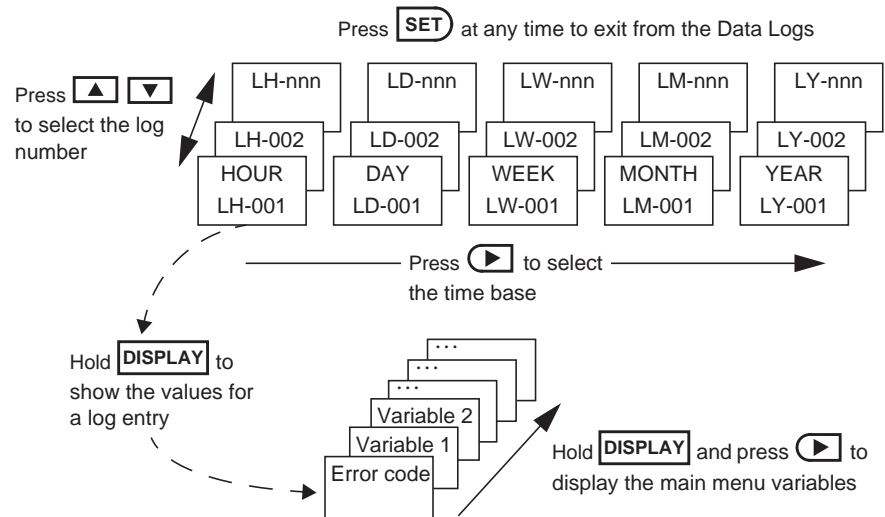 Press SET at any time to exit from the Data Logs
Press ▲ ▼
to select the log
number
LH-nnn LD-nnn LW-nnn LM-nnn LY-nnn
LH-002 LD-002 LW-002 LM-002 LY-002
HOUR DAY WEEK MONTH YEAR
LH-001 LD-001 LW-001 LM-001 LY-001
Press ▶ to select
the time base
Hold DISPLAY to
show the values for
a log entry
...
...
...
Variable 2
Variable 1
Error code
Hold DISPLAY and press ▶ to
display the main menu variables